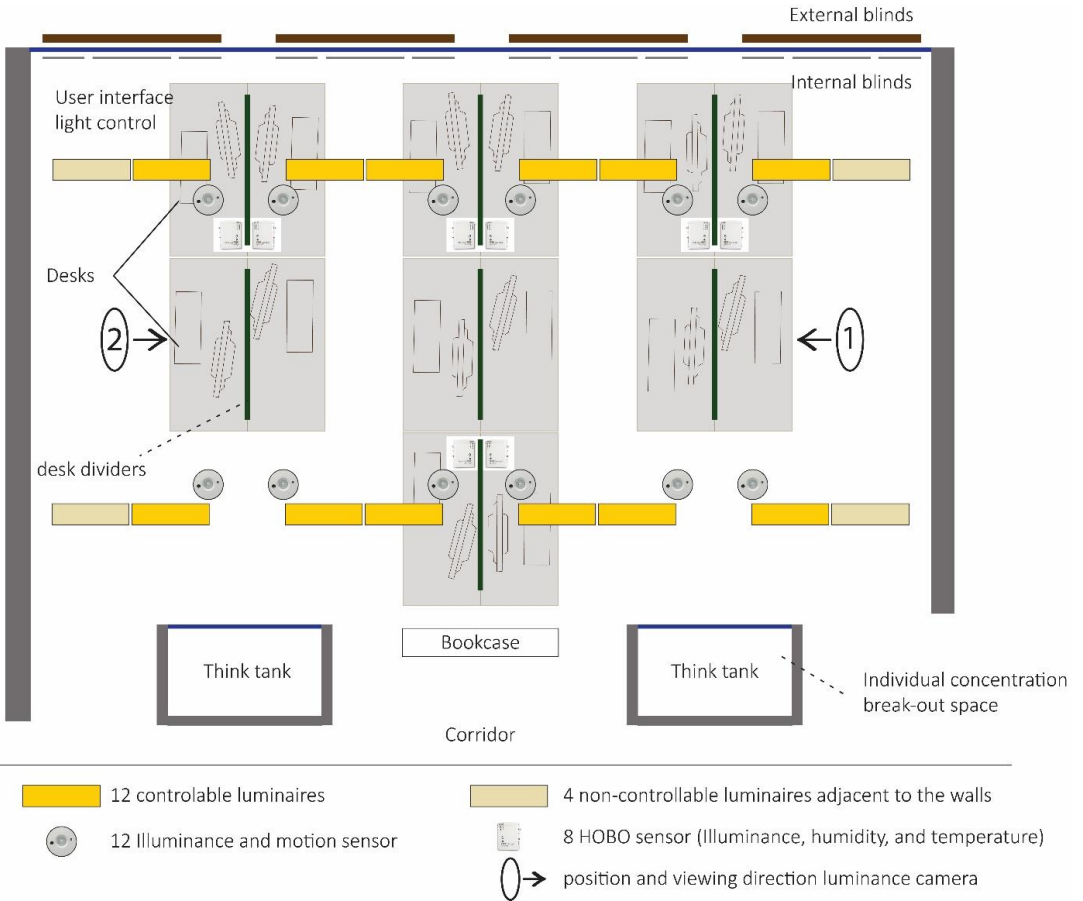 External blinds
Internal blinds
User interface
light control
Desks
2
1
desk dividers
Bookcase
Think tank
Think tank
Individual concentration
break-out space
Corridor
12 controlable luminaires
4 non-controllable luminaires adjacent to the walls
12 Illuminance and motion sensor
8 HOBO sensor (Illuminance, humidity, and temperature)
position and viewing direction luminance camera